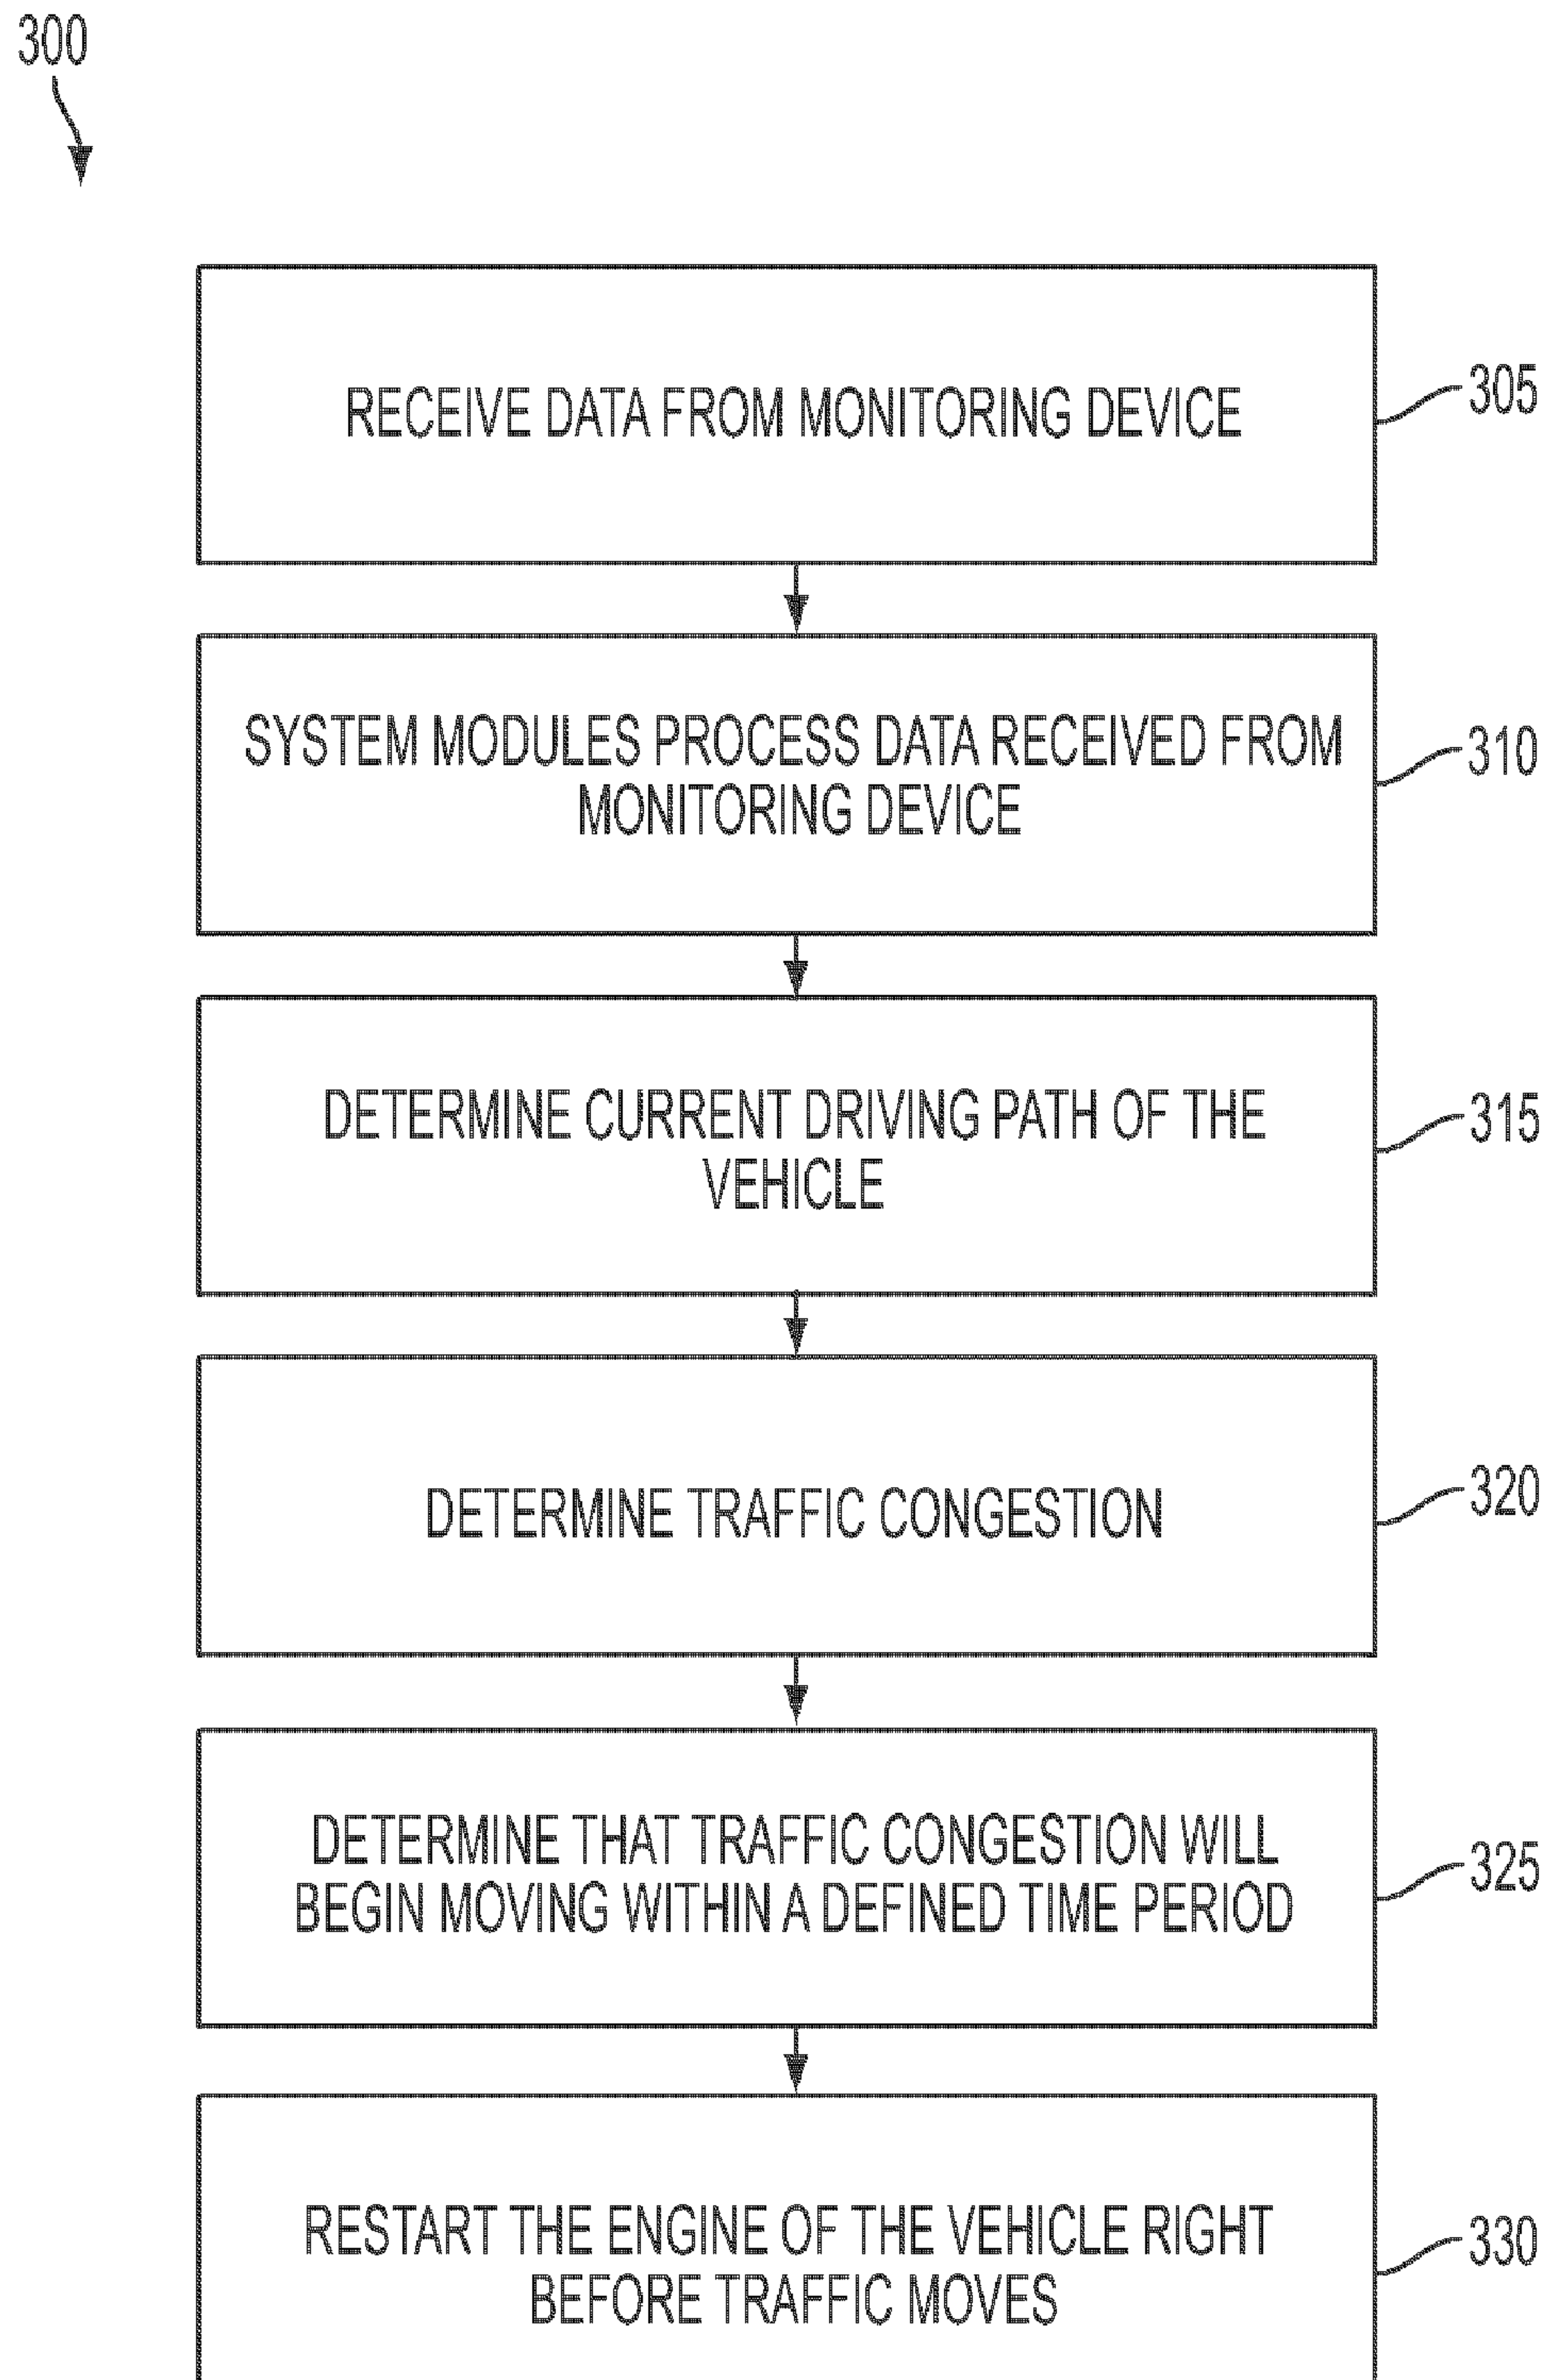 300
RECEIVE DATA FROM MONITORING DEVICE
305
SYSTEM MODULES PROCESS DATA RECEIVED FROM
MONITORING DEVICE
310
DETERMINE CURRENT DRIVING PATH OF THE
VEHICLE
315
DETERMINE TRAFFIC CONGESTION
320
DETERMINE THAT TRAFFIC CONGESTION WILL
BEGIN MOVING WITHIN A DEFINED TIME PERIOD
325
RESTART THE ENGINE OF THE VEHICLE RIGHT
BEFORE TRAFFIC MOVES
330